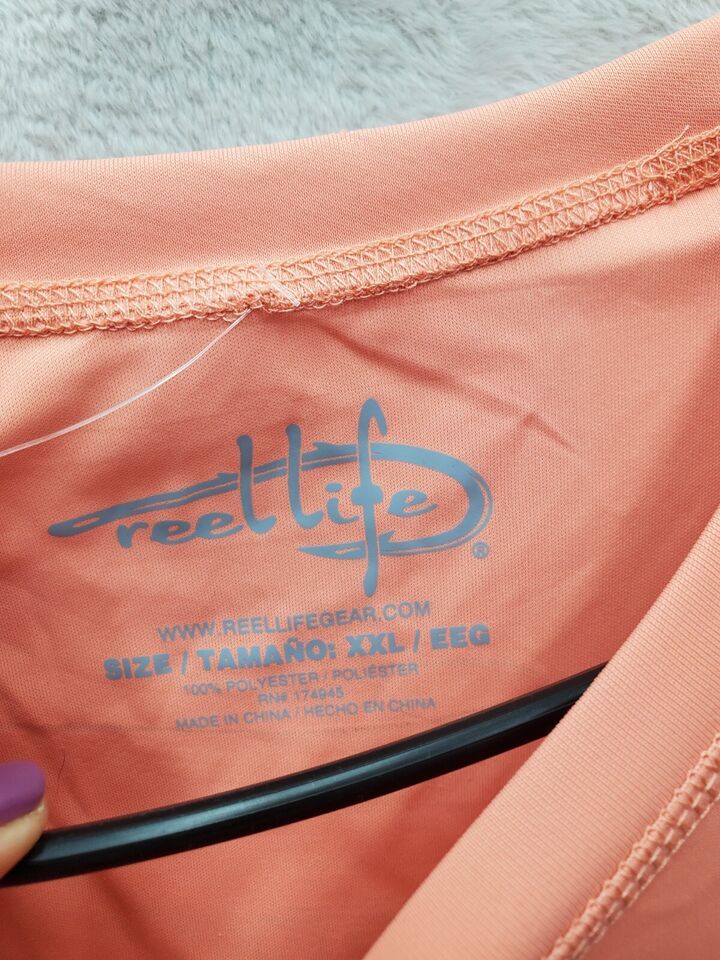 reel life ®
WWW.REELLIFEGEAR.COM
SIZE / TAMAÑO: XXL / EEG
100% POLYESTER / POLIÉSTER
RN# 174945
MADE IN CHINA / HECHO EN CHINA